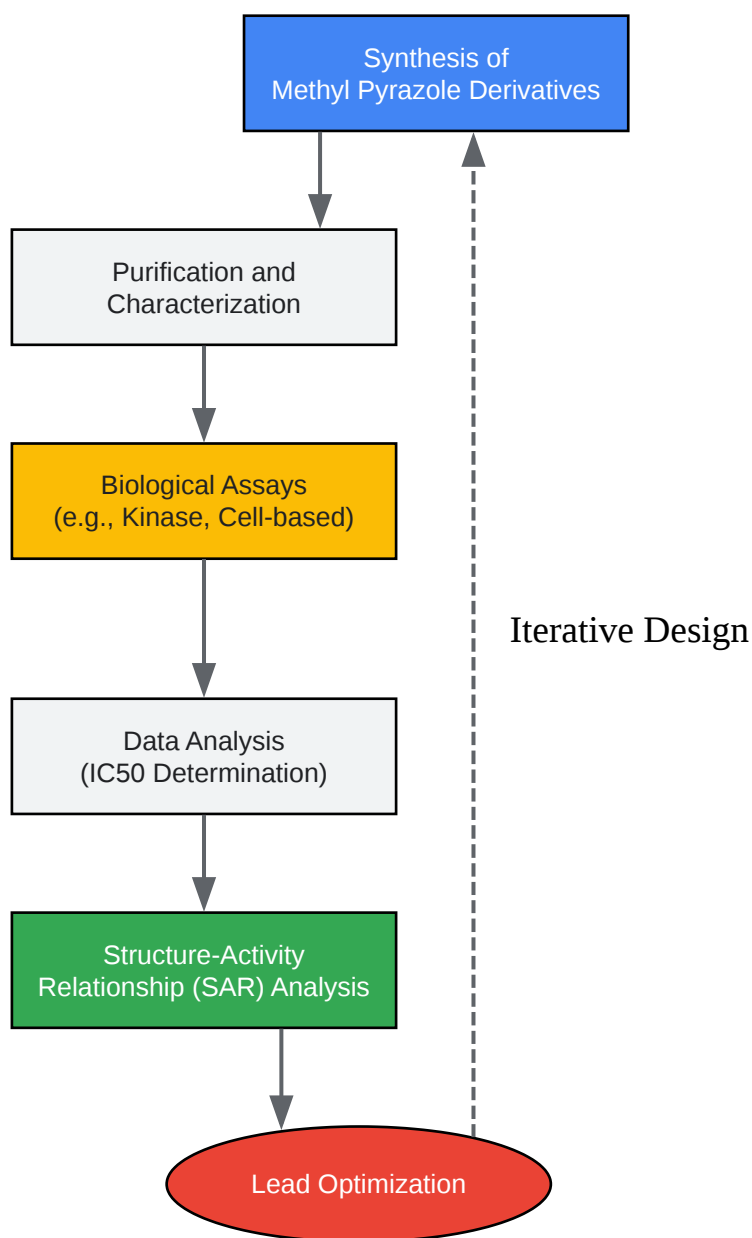 Synthesis of
Methyl Pyrazole Derivatives
Purification and
Characterization
Biological Assays
(e.g., Kinase, Cell-based)
Iterative Design
Data Analysis
(IC50 Determination)
Structure-Activity
Relationship (SAR) Analysis
Lead Optimization